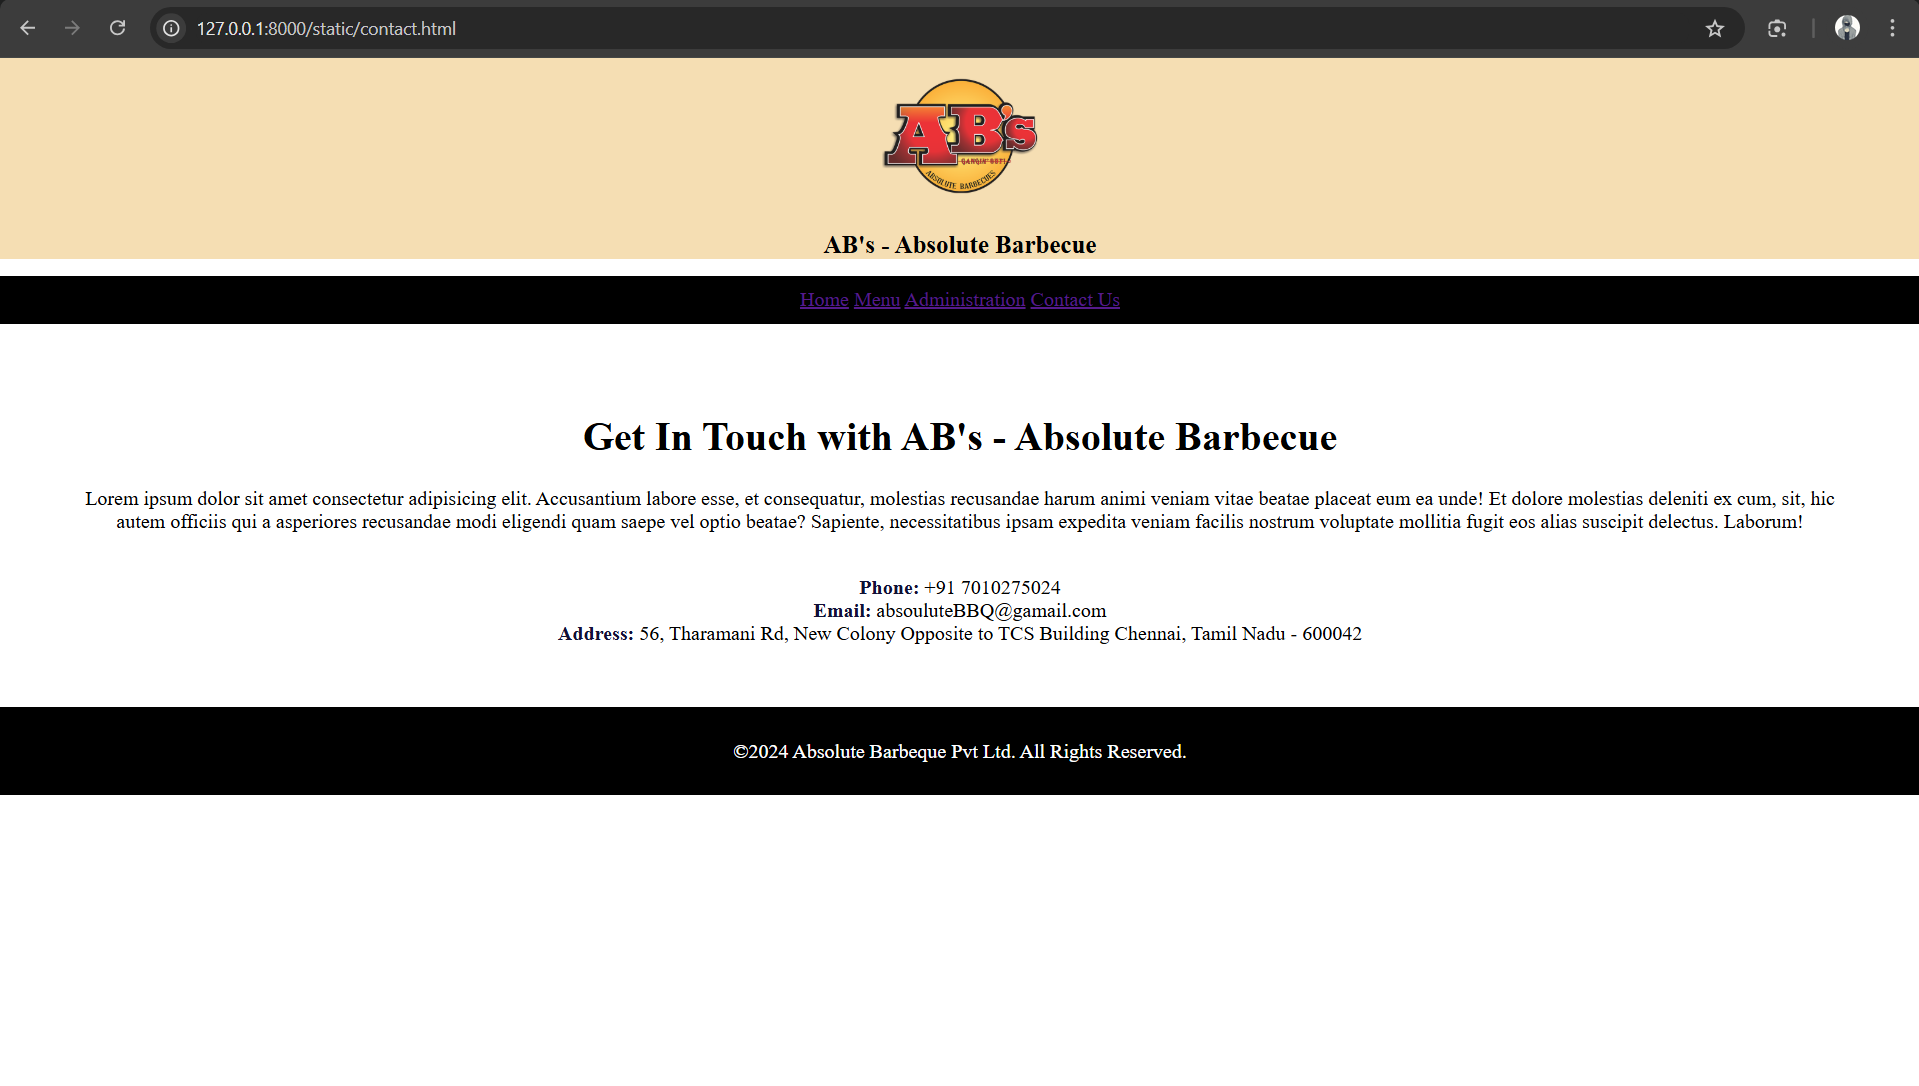 127.0.0.1:8000/static/contact.html
AB's
ABSOLUTE BARBECUES
AB's - Absolute Barbecue
Home Menu Administration Contact Us
Get In Touch with AB's - Absolute Barbecue
Lorem ipsum dolor sit amet consectetur adipisicing elit. Accusantium labore esse, et consequatur, molestias recusandae harum animi veniam vitae beatae placeat eum ea unde! Et dolore molestias deleniti ex cum, sit, hic
autem officiis qui a asperiores recusandae modi eligendi quam saepe vel optio beatae? Sapiente, necessitatibus ipsam expedita veniam facilis nostrum voluptate mollitia fugit eos alias suscipit delectus. Laborum!
Phone: +91 7010275024
Email: absouluteBBQ@gamail.com
Address: 56, Tharamani Rd, New Colony Opposite to TCS Building Chennai, Tamil Nadu - 600042
©2024 Absolute Barbeque Pvt Ltd. All Rights Reserved.